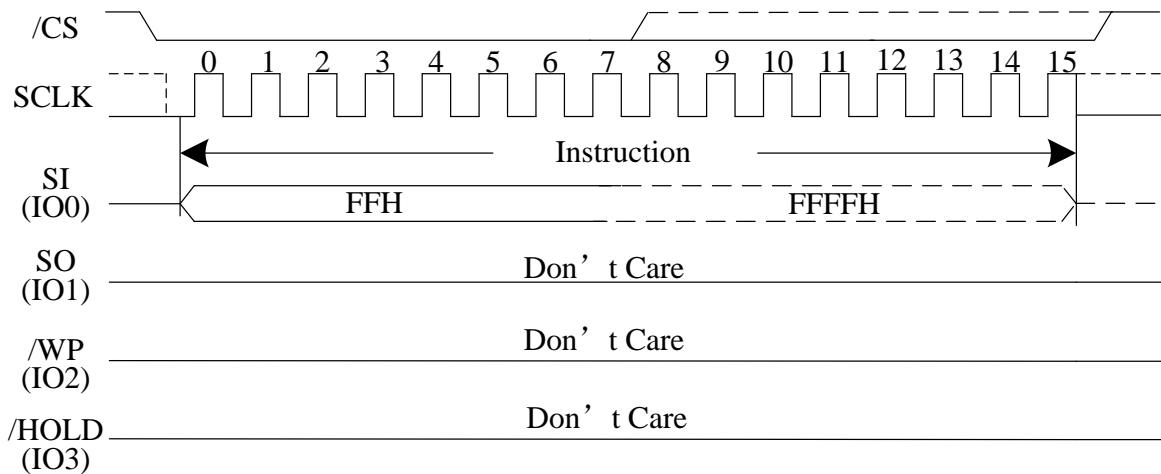 /CS
0 1 2 3 4 5 6 7 8 9 10 11 12 13 14 15
SCLK
Instruction
SI
(IO0)
FFH FFFFH
SO
(IO1)
Don’t Care
/WP
(IO2)
Don’t Care
/HOLD
(IO3)
Don’t Care